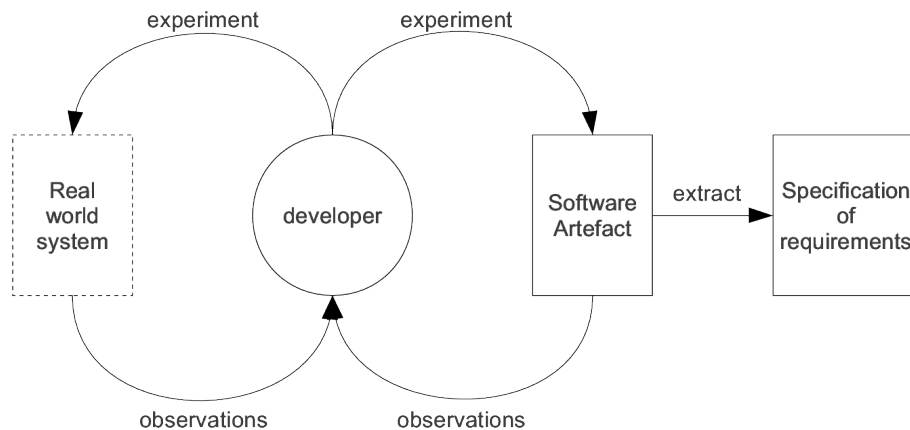 experiment
experiment
Real
world
system
developer
Software
Artefact
extract
Specification
of
requirements
observations
observations